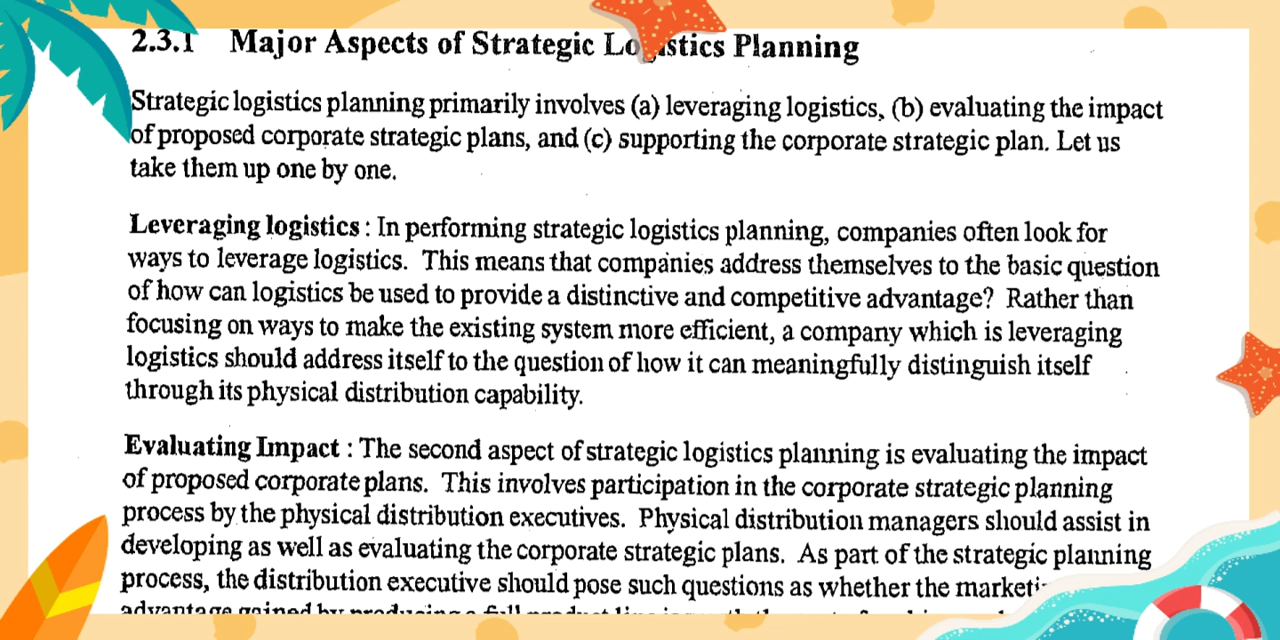 2.3.1 Major Aspects of Strategic Logistics Planning
Strategic logistics planning primarily involves (a) leveraging logistics, (b) evaluating the impact
of proposed corporate strategic plans, and (c) supporting the corporate strategic plan. Let us
take them up one by one.
Leveraging logistics : In performing strategic logistics planning, companies often look for
ways to leverage logistics. This means that companies address themselves to the basic question
of how can logistics be used to provide a distinctive and competitive advantage? Rather than
focusing on ways to make the existing system more efficient, a company which is leveraging
logistics should address itself to the question of how it can meaningfully distinguish itself
through its physical distribution capability.
Evaluating Impact : The second aspect of strategic logistics planning is evaluating the impact
of proposed corporate plans. This involves participation in the corporate strategic planning
process by the physical distribution executives. Physical distribution managers should assist in
developing as well as evaluating the corporate strategic plans. As part of the strategic planning
process, the distribution executive should pose such questions as whether the
advantage gained by producing a full product line